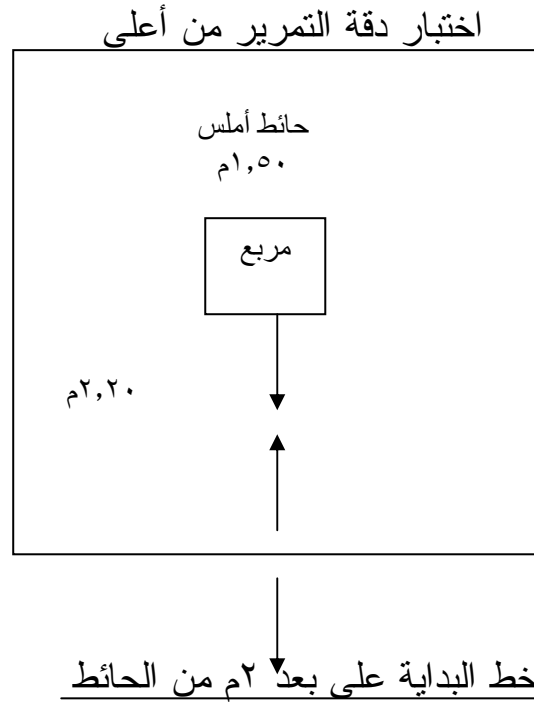 اختبار دقة التمرير من أعلى
حائط أملس
١,٥٠م
مربع
٢,٢٠م
خط البداية على بعد ٢م من الحائط